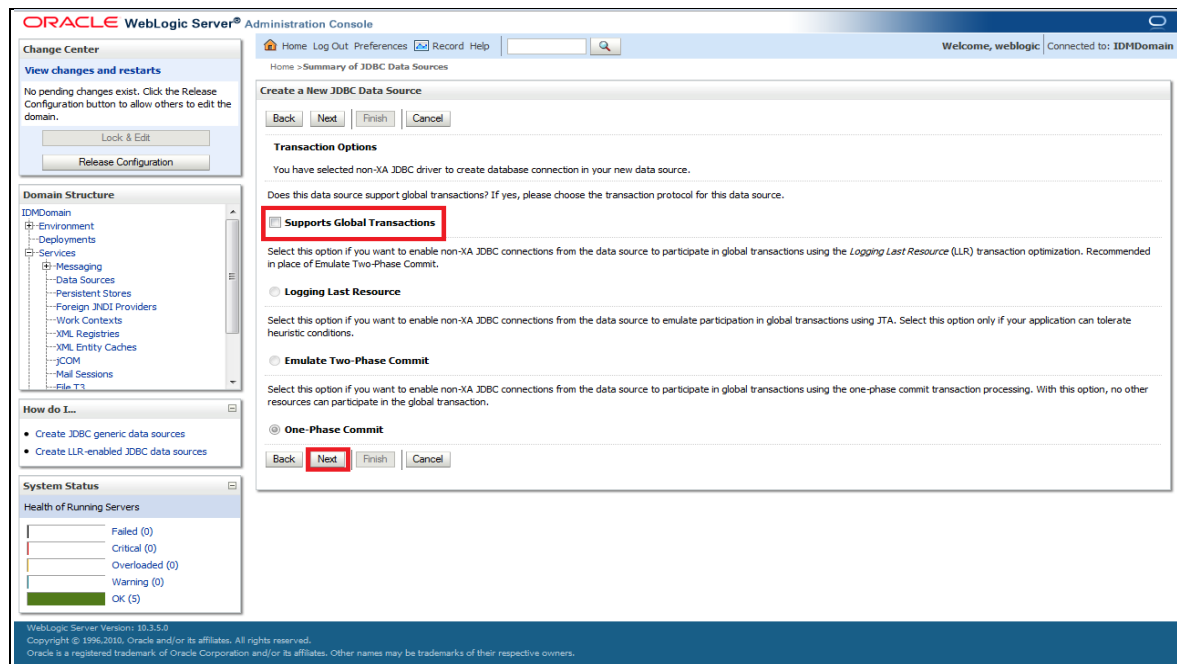 ORACLE WebLogic Server® Administration Console
Change Center
View changes and restarts
No pending changes exist. Click the Release
Configuration button to allow others to edit the
domain.
Lock & Edit
Release Configuration
Domain Structure
IDMDomain
Environment
Deployments
Services
Messaging
Data Sources
Persistent Stores
Foreign JNDI Providers
Work Contexts
XML Registries
XML Entity Caches
jCOM
Mail Sessions
File T3
How do I...
Create JDBC generic data sources
Create LLR-enabled JDBC data sources
System Status
Health of Running Servers
Failed (0)
Critical (0)
Overloaded (0)
Warning (0)
OK (5)
Home Log Out Preferences Record Help
Welcome, weblogic Connected to: IDMDomain
Home >Summary of JDBC Data Sources
Create a New JDBC Data Source
Back Next Finish Cancel
Transaction Options
You have selected non-XA JDBC driver to create database connection in your new data source.
Does this data source support global transactions? If yes, please choose the transaction protocol for this data source.
Supports Global Transactions
Select this option if you want to enable non-XA JDBC connections from the data source to participate in global transactions using the Logging Last Resource (LLR) transaction optimization. Recommended
in place of Emulate Two-Phase Commit.
Logging Last Resource
Select this option if you want to enable non-XA JDBC connections from the data source to emulate participation in global transactions using JTA. Select this option only if your application can tolerate
heuristic conditions.
Emulate Two-Phase Commit
Select this option if you want to enable non-XA JDBC connections from the data source to participate in global transactions using the one-phase commit transaction processing. With this option, no other
resources can participate in the global transaction.
One-Phase Commit
Back Next Finish Cancel
WebLogic Server Version: 10.3.5.0
Copyright © 1996,2010, Oracle and/or its affiliates. All rights reserved.
Oracle is a registered trademark of Oracle Corporation and/or its affiliates. Other names may be trademarks of their respective owners.